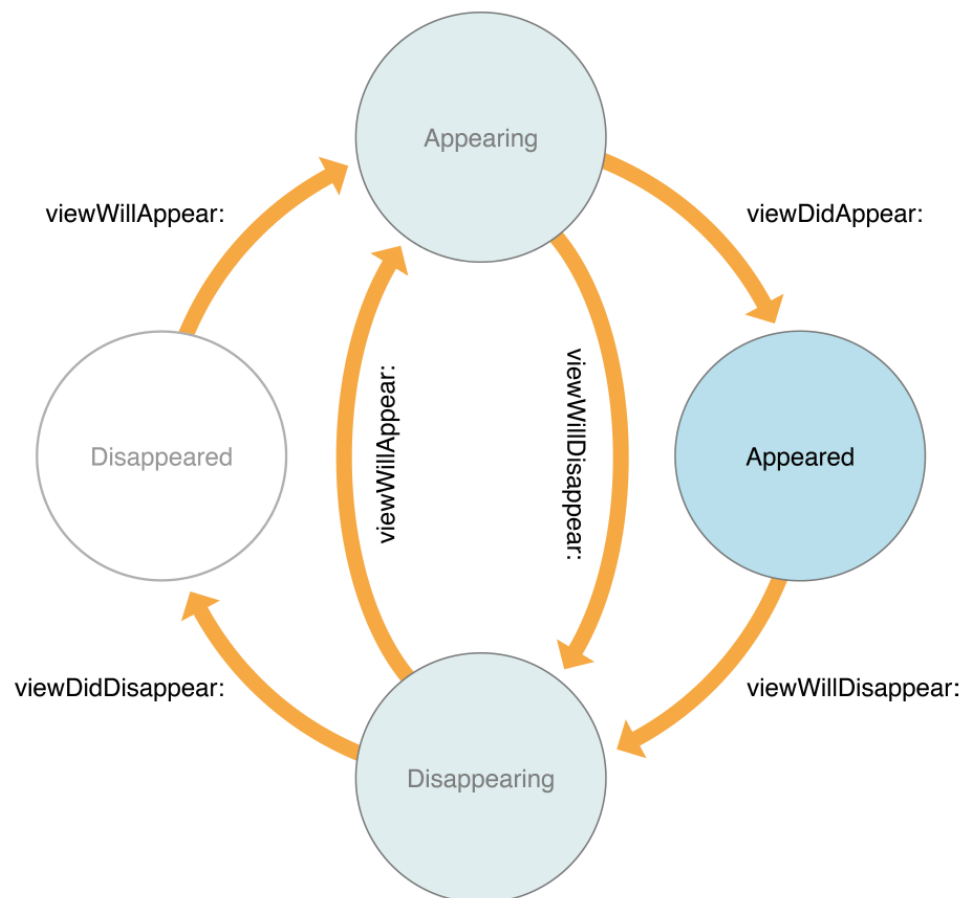 Appearing
viewWillAppear:
viewDidAppear:
viewWillAppear:
viewWillDisappear:
Disappeared
Appeared
viewDidDisappear:
viewWillDisappear:
Disappearing